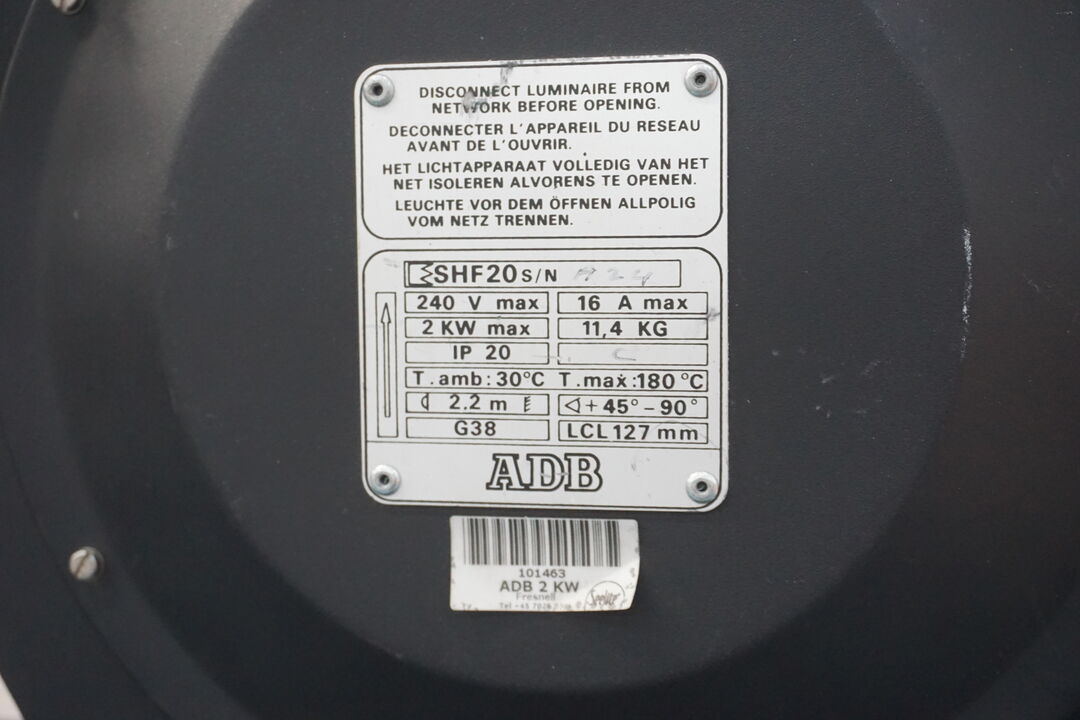 DISCONNECT LUMINAIRE FROM
NETWORK BEFORE OPENING.
DECONNECTER L'APPAREIL DU RESEAU
AVANT DE L'OUVRIR.
HET LICHTAPPARAAT VOLLEDIG VAN HET
NET ISOLEREN ALVORENS TE OPENEN.
LEUCHTE VOR DEM ÖFFNEN ALLPOLIG
VOM NETZ TRENNEN.
SHF20 S/N
240 V max 16 A max
2 KW max 11,4 KG
IP 20
T.amb:30°C T.max:180°C
2,2 m +45°-90°
G38 LCL 127 mm
ADB
101463
ADB 2 KW
Fresnell
Tel +45